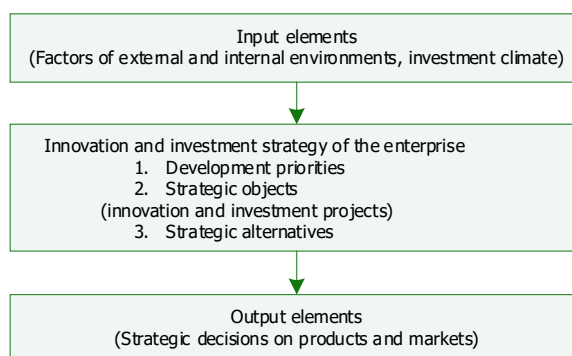 Input elements
(Factors of external and internal environments, investment climate)
Innovation and investment strategy of the enterprise
1. Development priorities
2. Strategic objects
(innovation and investment projects)
3. Strategic alternatives
Output elements
(Strategic decisions on products and markets)